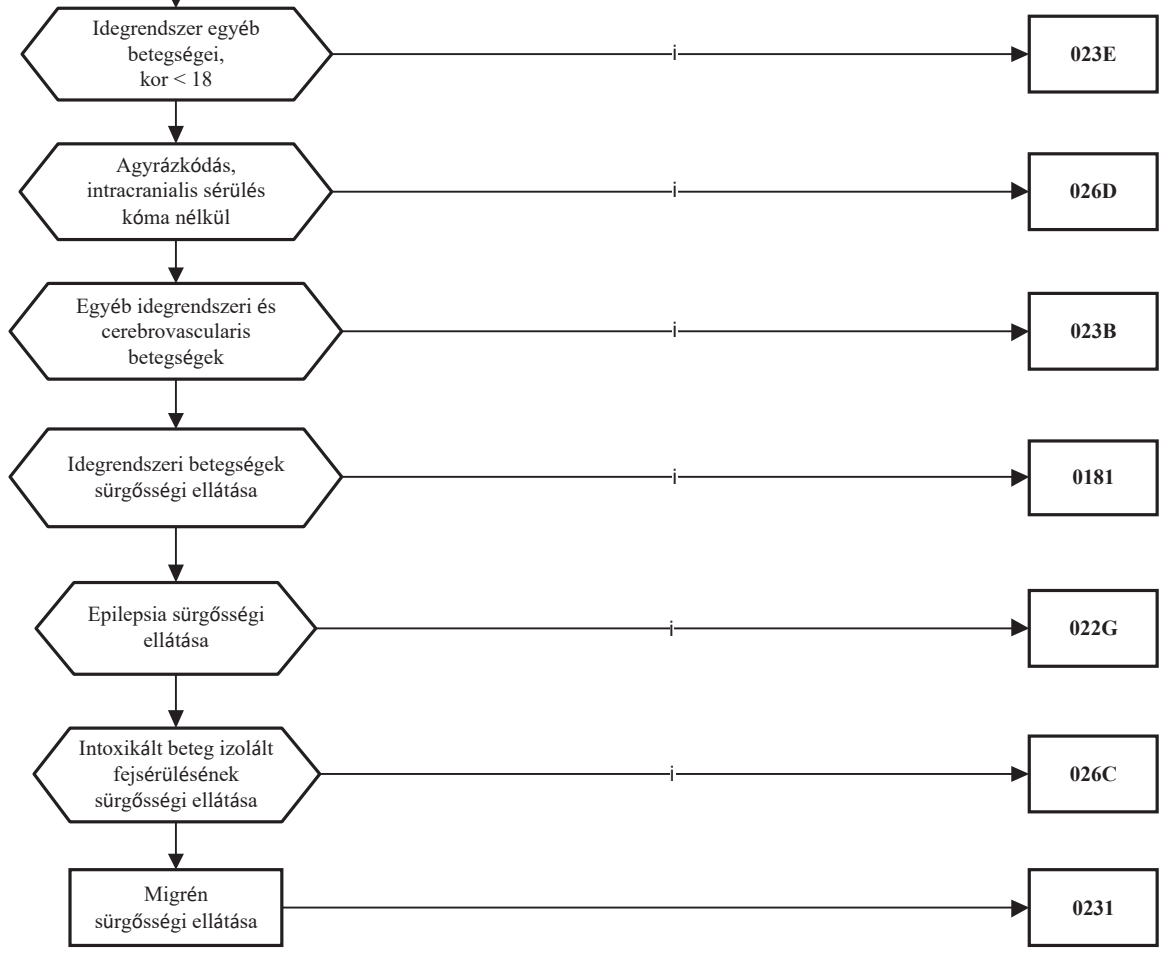 Idegrendszer egyéb
betegségei,
kor < 18
i
023E
Agyrázkódás,
intracranialis sérülés
kóma nélkül
i
026D
Egyéb idegrendszeri és
cerebrovascularis
betegségek
i
023B
Idegrendszeri betegségek
sürgősségi ellátása
i
0181
Epilepsia sürgősségi
ellátása
i
022G
Intoxikált beteg izolált
fejsérülésének
sürgősségi ellátása
i
026C
Migrén
sürgősségi ellátása
0231